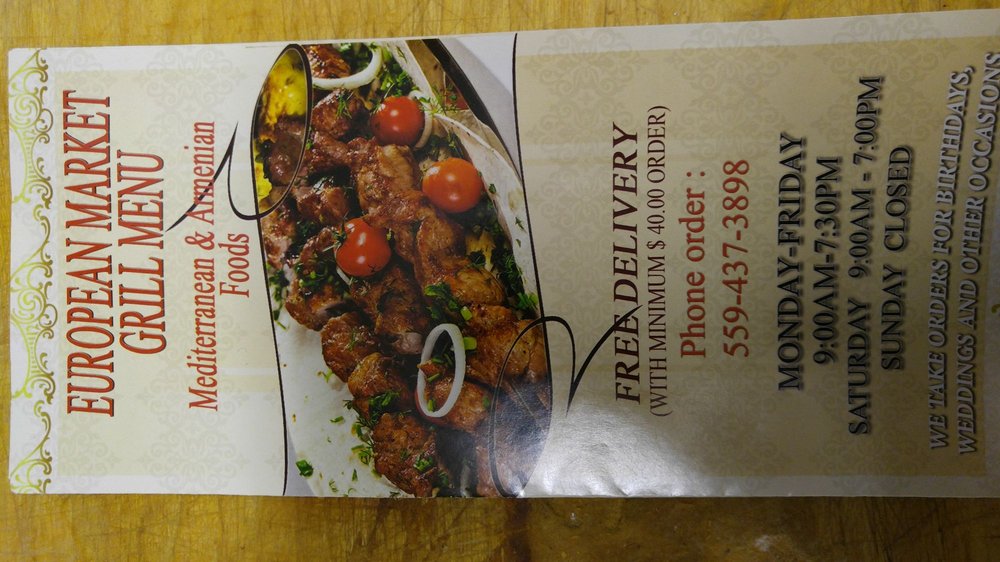 EUROPEAN MARKET
GRILL MENU
Mediterranean & Armenian
Foods
FREE DELIVERY
(WITH MINIMUM $ 40.00 ORDER)
Phone order :
559-437-3898
MONDAY-FRIDAY
9:00AM-7:30PM
SATURDAY 9:00AM - 7:00PM
SUNDAY CLOSED
WE TAKE ORDERS FOR BIRTHDAYS,
WEDDINGS AND OTHER OCCASIONS